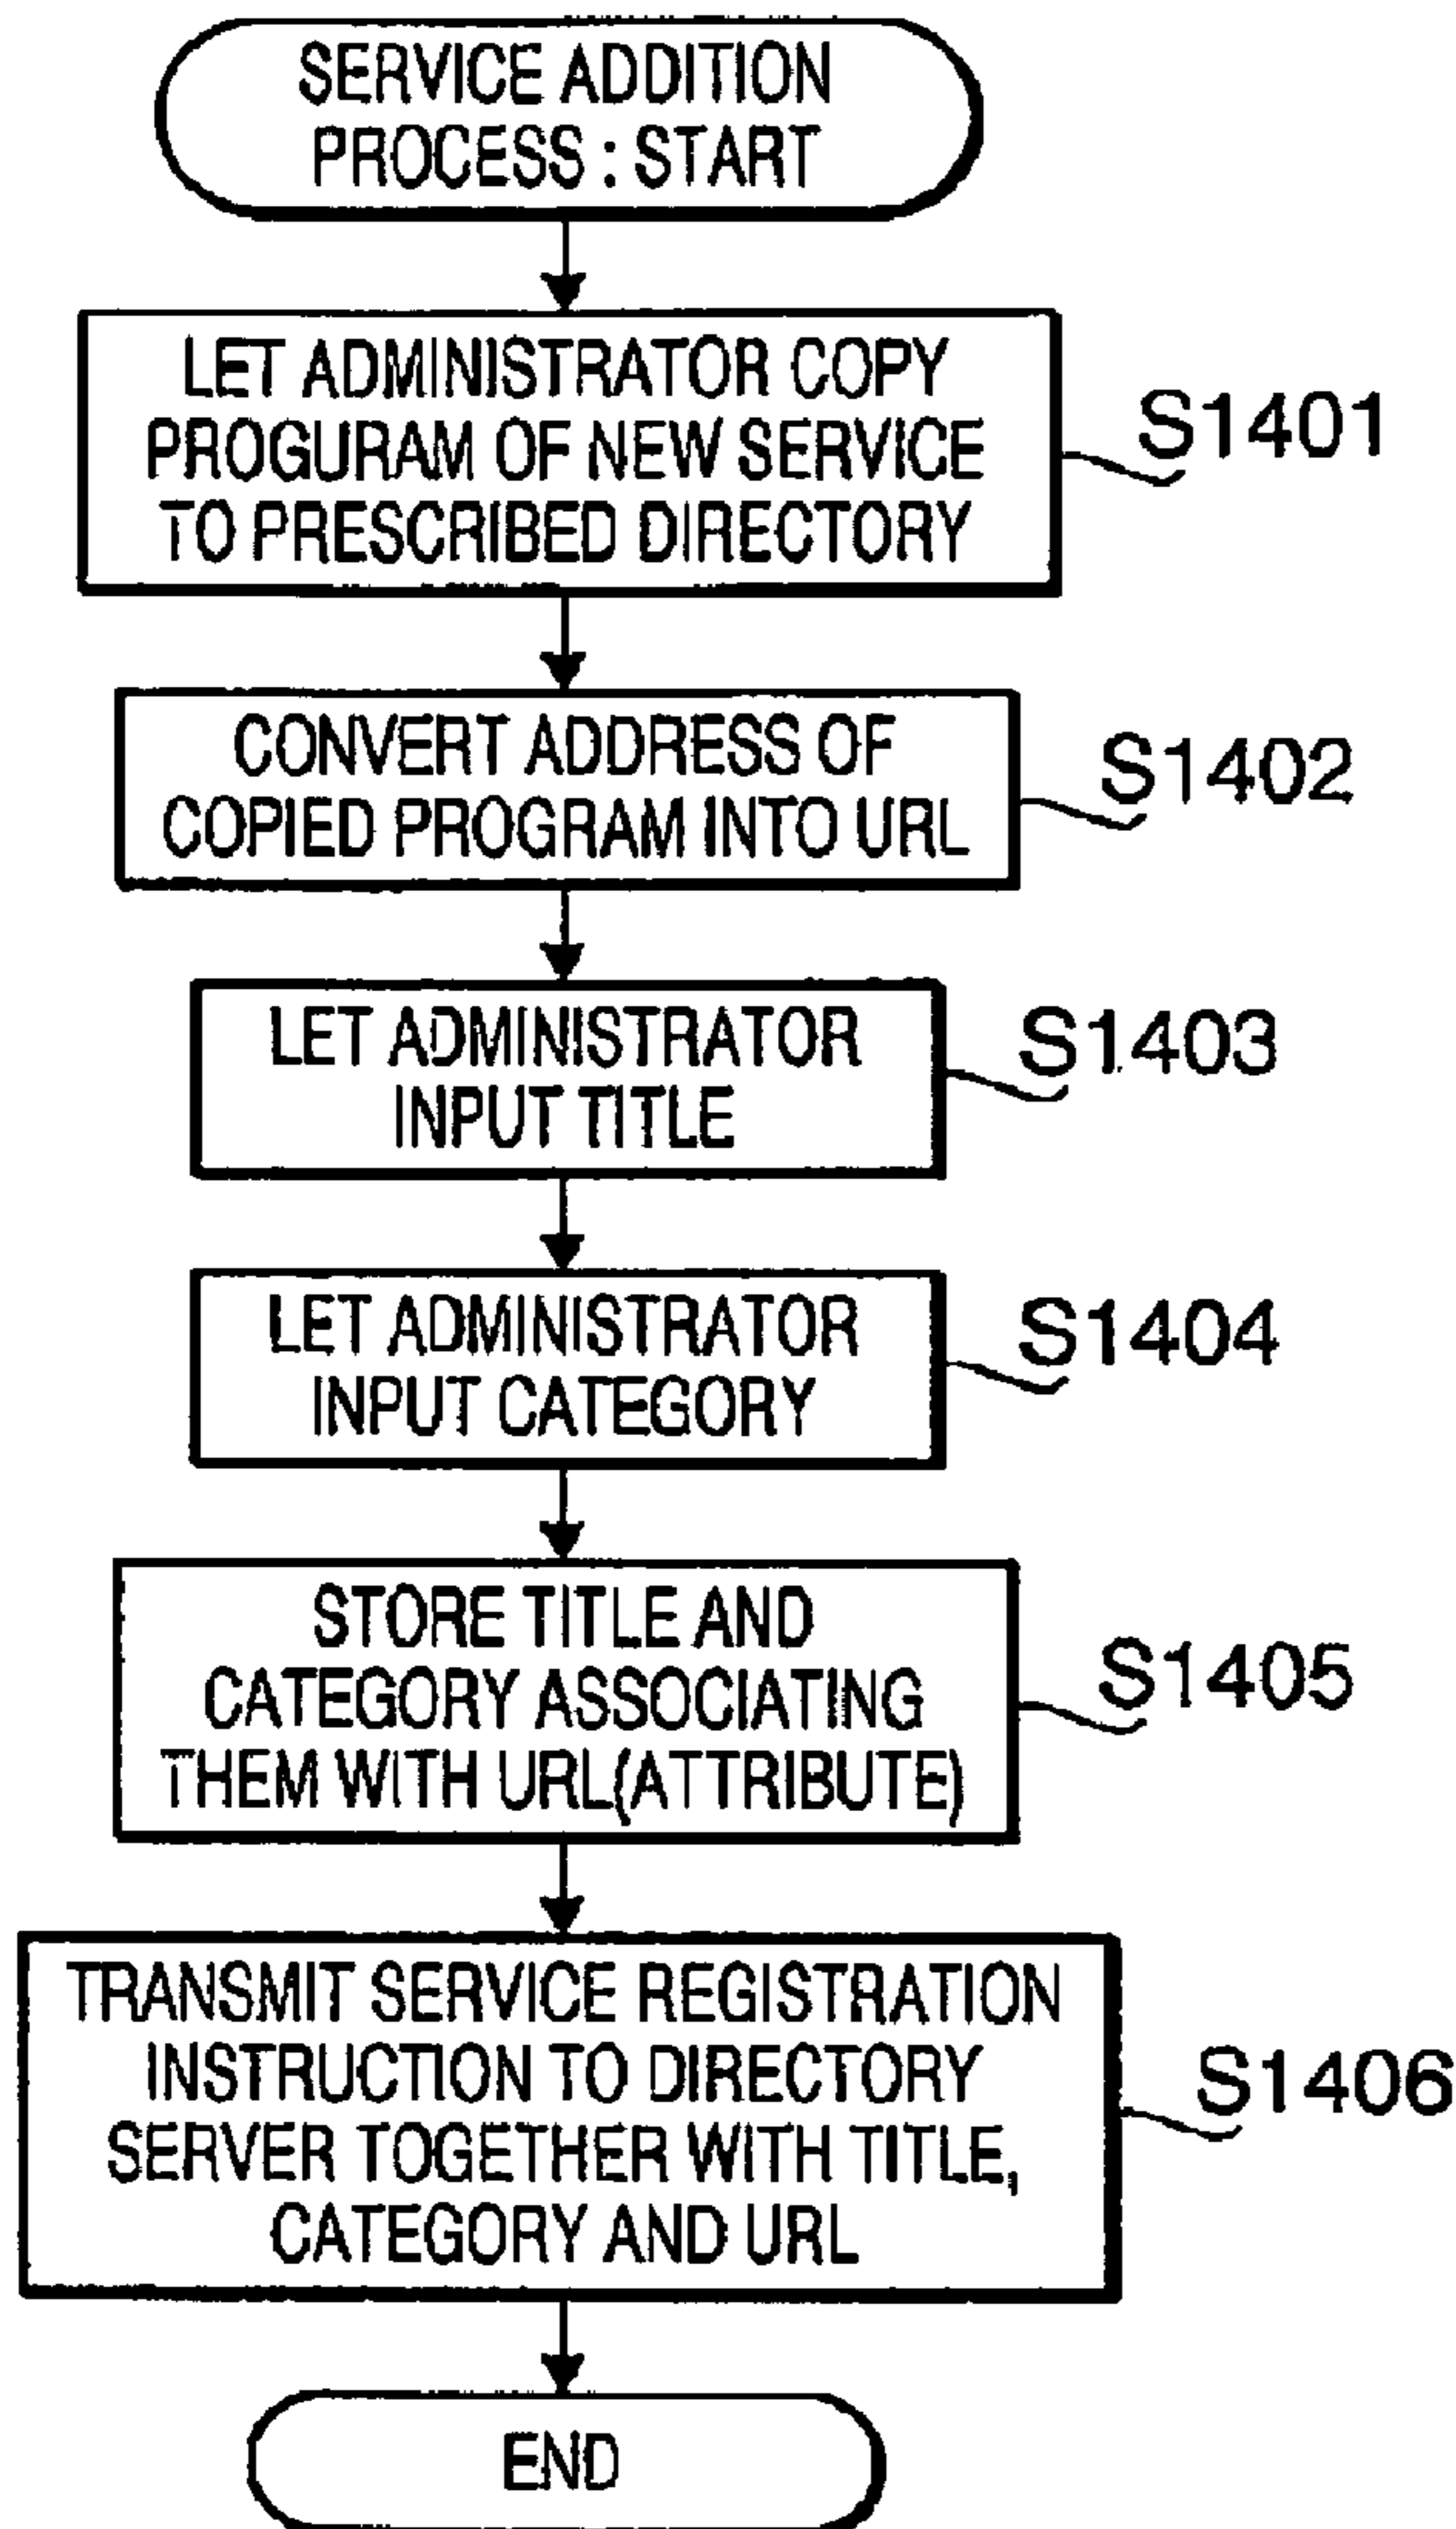 SERVICE ADDITION
PROCESS : START
LET ADMINISTRATOR COPY
PROGURAM OF NEW SERVICE
TO PRESCRIBED DIRECTORY
S1401
CONVERT ADDRESS OF
COPIED PROGRAM INTO URL
S1402
LET ADMINISTRATOR
INPUT TITLE
S1403
LET ADMINISTRATOR
INPUT CATEGORY
S1404
STORE TITLE AND
CATEGORY ASSOCIATING
THEM WITH URL(ATTRIBUTE)
S1405
TRANSMIT SERVICE REGISTRATION
INSTRUCTION TO DIRECTORY
SERVER TOGETHER WITH TITLE,
CATEGORY AND URL
S1406
END